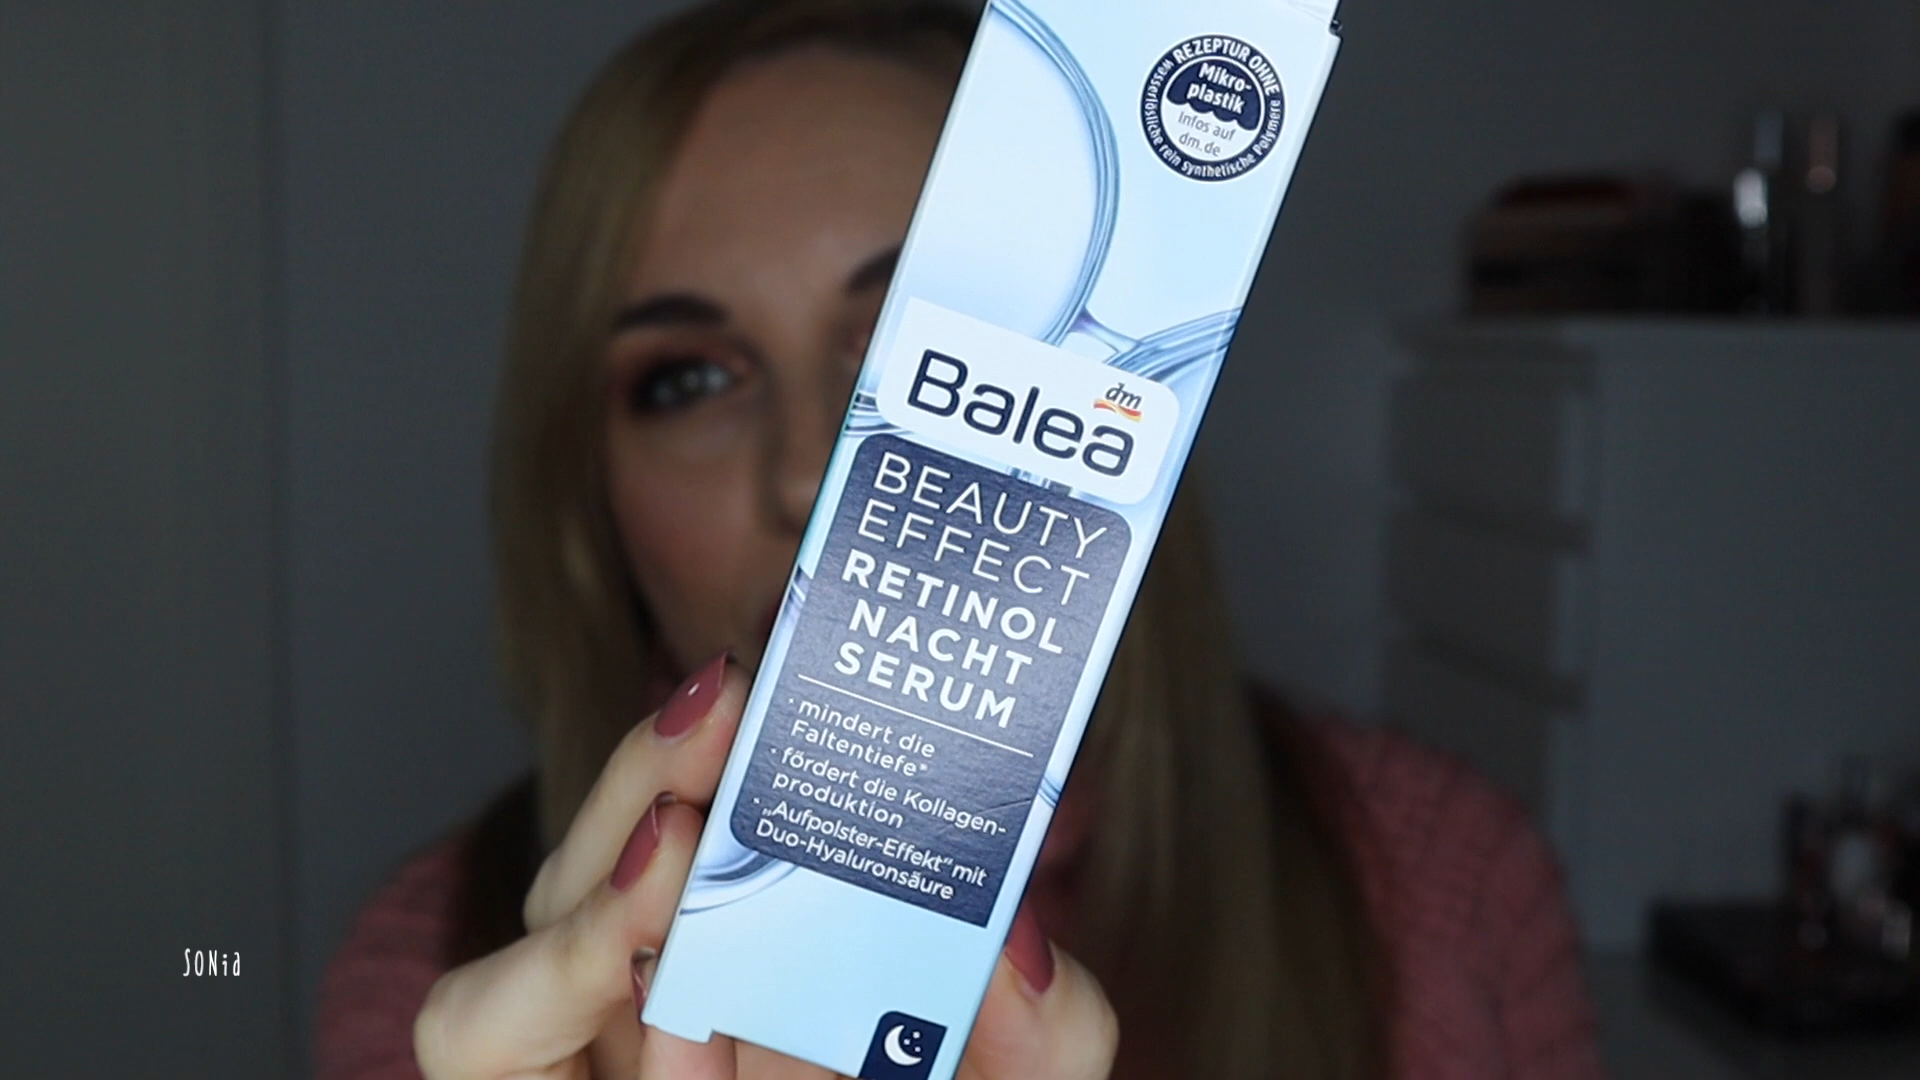 REZEPTUR OHNE
Mikro-
plastik
Infos auf
dm.de
wasserlösliche rein synthetische Polymere
Balea
dm
BEAUTY
EFFECT
RETINOL
NACHT
SERUM
· mindert die
Faltentiefe*
· fördert die Kollagen-
produktion
· „Aufpolster-Effekt“ mit
Duo-Hyaluronsäure
SONia